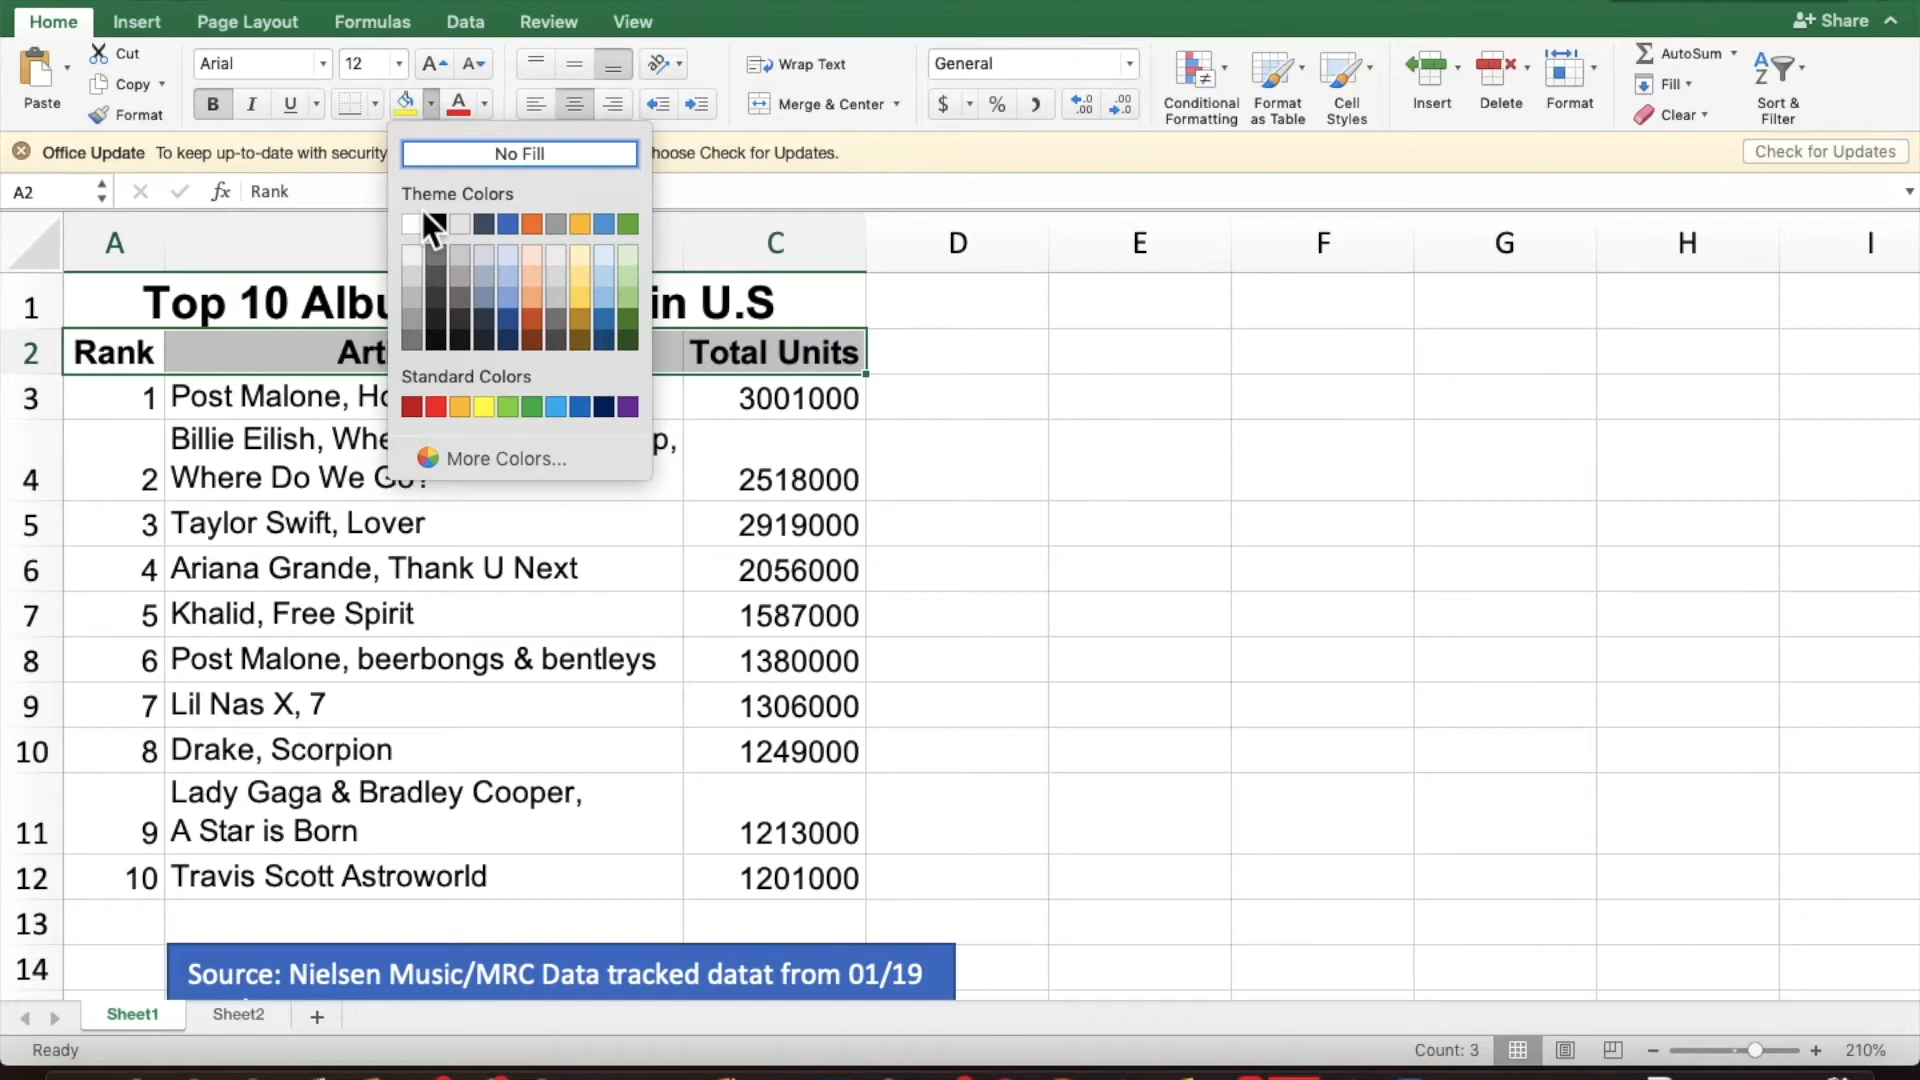 Home Insert Page Layout Formulas Data Review View Share
Paste
Cut
Copy
Format
Arial 12 A A
B I U A
Wrap Text
Merge & Center
General
$ % )
.0 .00
.00 .0
Conditional Formatting
Format as Table
Cell Styles
Insert Delete Format
AutoSum
Fill
Clear
Sort & Filter
Office Update To keep up-to-date with security hoose Check for Updates. Check for Updates
A2 fx Rank
No Fill
Theme Colors
Standard Colors
More Colors...
A C D E F G H I
1 Top 10 Albu in U.S
2 Rank Arti Total Units
3 1 Post Malone, Ho 3001000
Billie Eilish, Whe p,
4 2 Where Do We Go? 2518000
5 3 Taylor Swift, Lover 2919000
6 4 Ariana Grande, Thank U Next 2056000
7 5 Khalid, Free Spirit 1587000
8 6 Post Malone, beerbongs & bentleys 1380000
9 7 Lil Nas X, 7 1306000
10 8 Drake, Scorpion 1249000
Lady Gaga & Bradley Cooper,
11 9 A Star is Born 1213000
12 10 Travis Scott Astroworld 1201000
13
14 Source: Nielsen Music/MRC Data tracked datat from 01/19
Sheet1 Sheet2 +
Ready Count: 3 210%